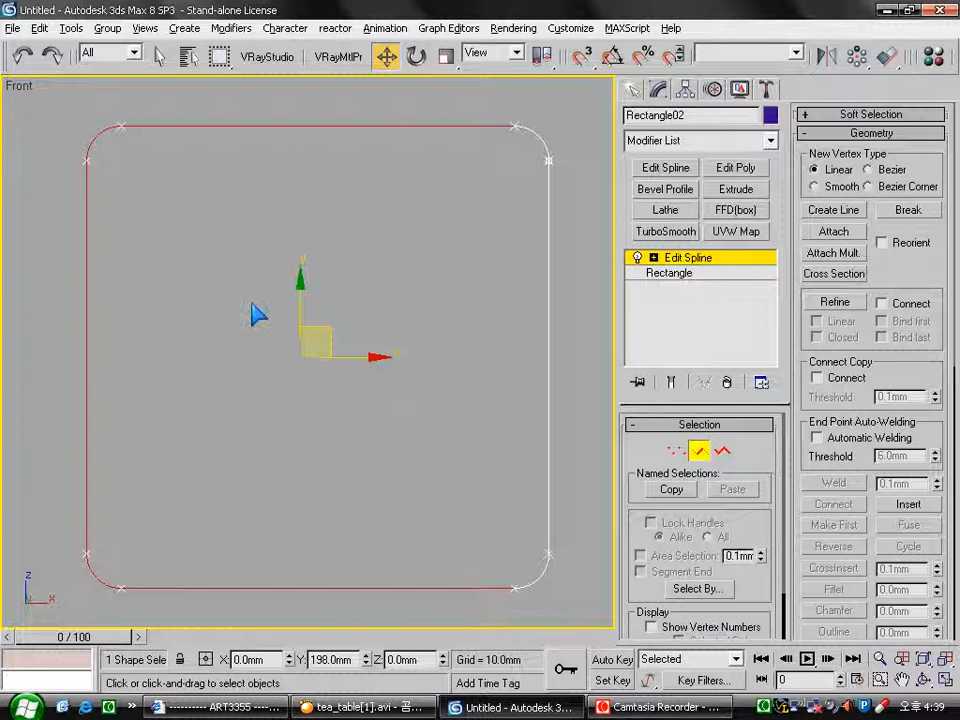 Untitled - Autodesk 3ds Max 8 SP3 - Stand-alone License
File Edit Tools Group Views Create Modifiers Character reactor Animation Graph Editors Rendering Customize MAXScript Help
All VRayStudio VRayMtlPr View
Front
Rectangle02
Modifier List
Edit Spline Edit Poly
Bevel Profile Extrude
Lathe FFD(box)
TurboSmooth UVW Map
Edit Spline
Rectangle
- Selection
Named Selections:
Copy Paste
Lock Handles
Alike All
Area Selection: 0.1mm
Segment End
Select By...
Display
Show Vertex Numbers
+ Soft Selection
- Geometry
New Vertex Type
Linear Bezier
Smooth Bezier Corner
Create Line Break
Attach
Reorient
Attach Mult.
Cross Section
Refine Connect
Linear Bind first
Closed Bind last
Connect Copy
Connect
Threshold 0.1mm
End Point Auto-Welding
Automatic Welding
Threshold 6.0mm
Weld 0.1mm
Connect Insert
Make First Fuse
Reverse Cycle
CrossInsert 0.1mm
Fillet 0.0mm
Chamfer 0.0mm
Outline 0.0mm
y
x
z
x
< 0 / 100 >
1 Shape Sele X: 0.0mm Y: 198.0mm Z: 0.0mm Grid = 10.0mm Auto Key Selected
Click or click-and-drag to select objects Add Time Tag Set Key Key Filters... 0
ART3355 ---... tea_table[1].avi - 곰... Untitled - Autodesk 3... Camtasia Recorder - ... 오후 4:39